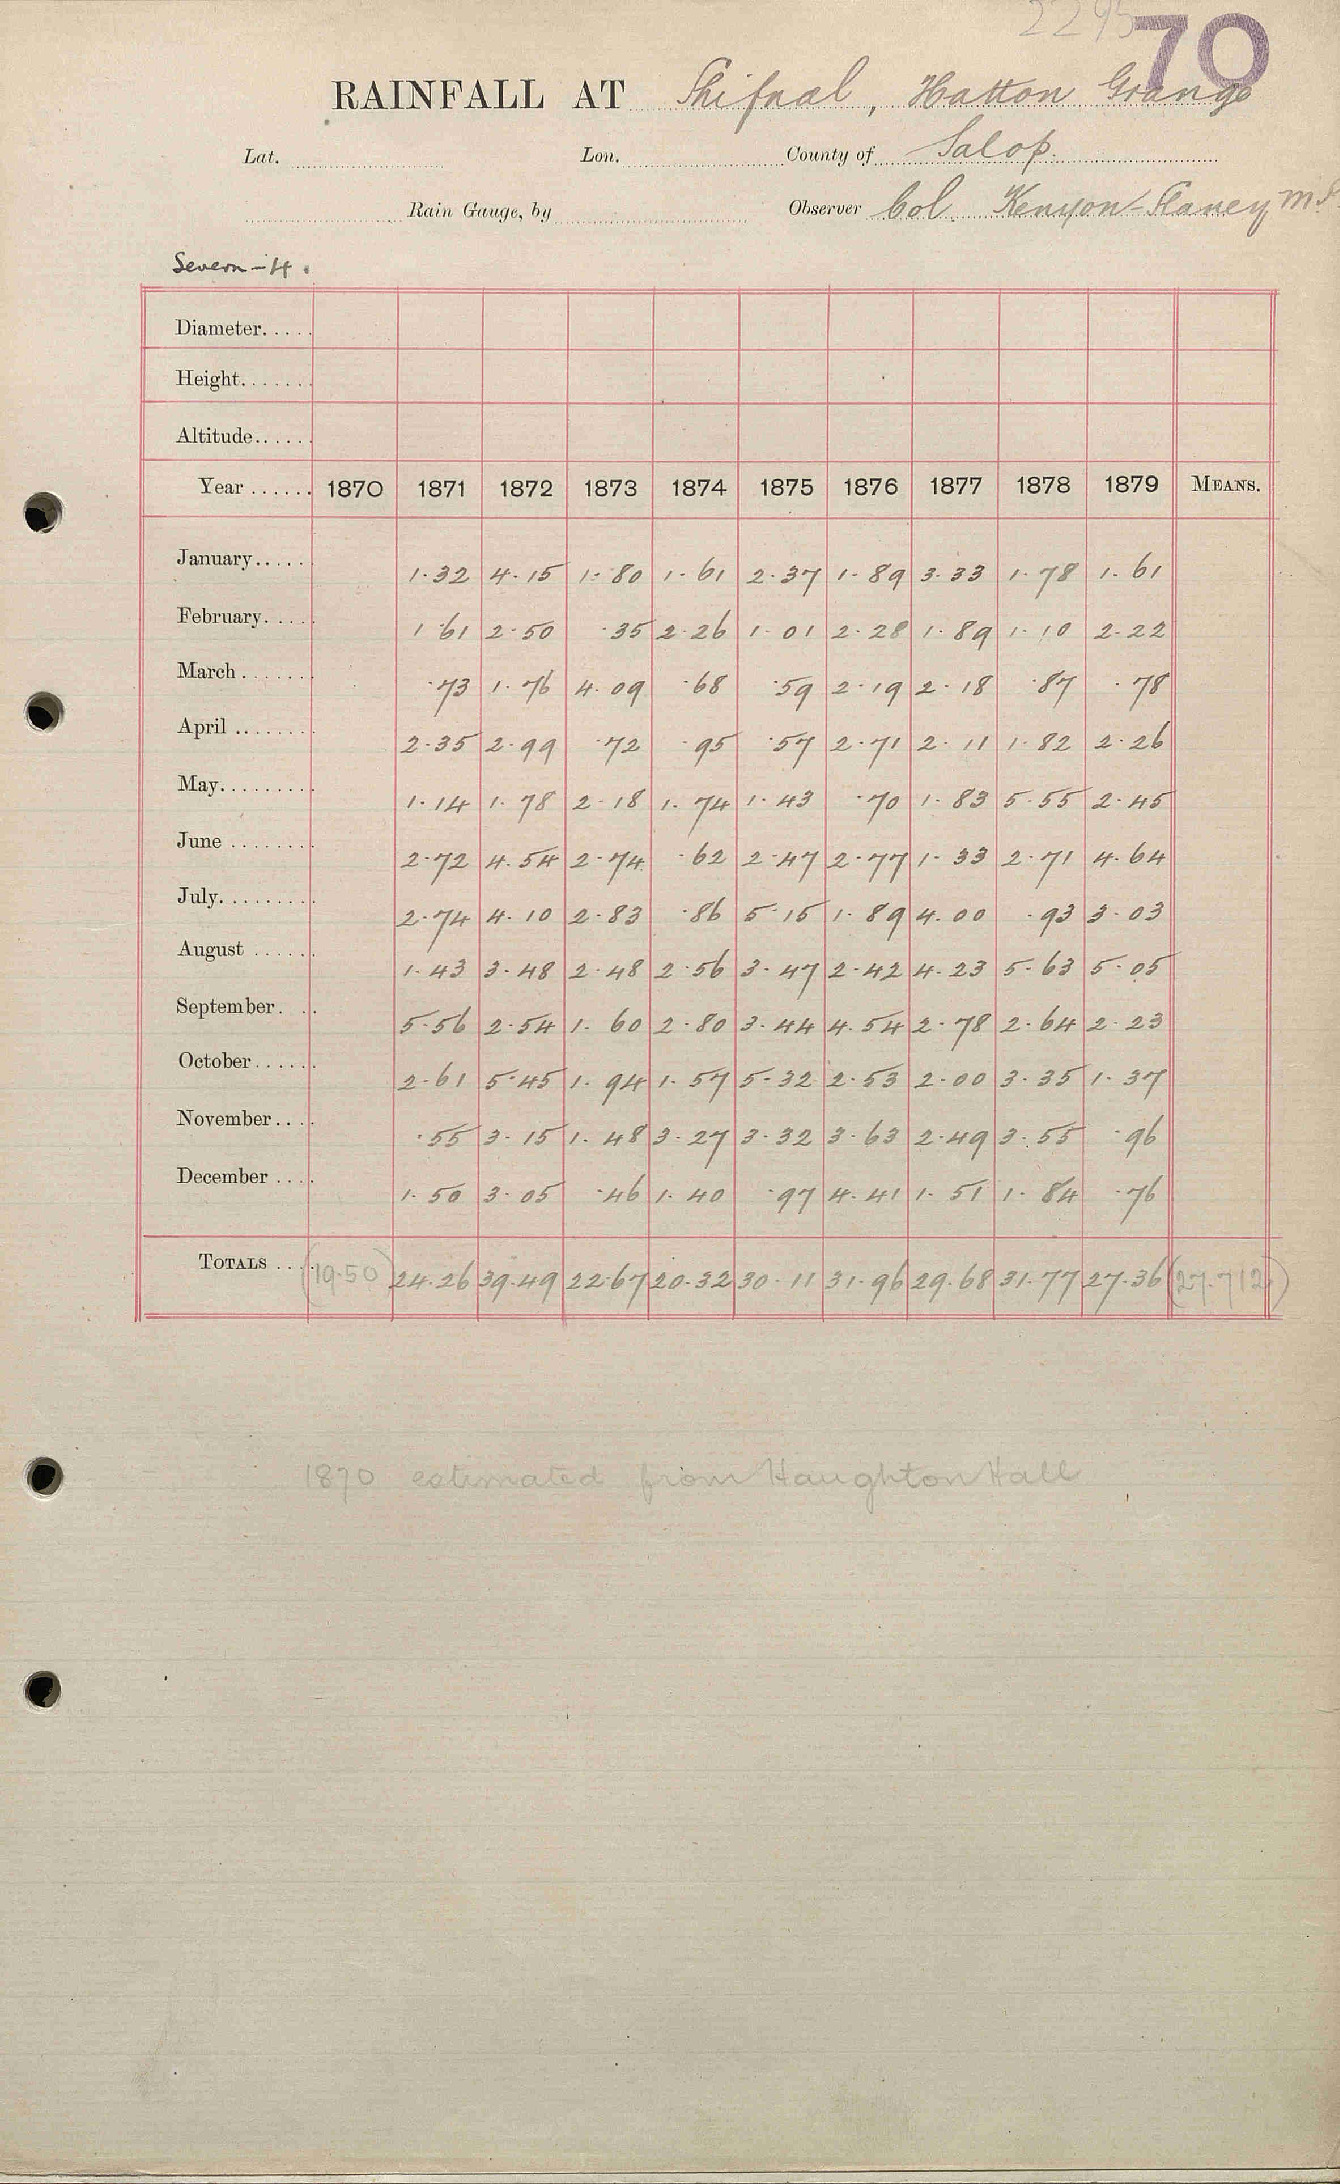 2295 70
RAINFALL AT Shifnal, Hatton Grange
Lat. Lon. County of Salop.
Rain Gauge, by Observer Col. Kenyon-Slaney, M.P.
Severn-4.
Diameter.....
Height.......
Altitude......
Year ...... 1870 1871 1872 1873 1874 1875 1876 1877 1878 1879 MEANS.
January..... 1.32 4.15 1.80 1.61 2.37 1.89 3.33 1.78 1.61
February..... 1.61 2.50 .35 2.26 1.01 2.28 1.89 1.10 2.22
March....... .73 1.76 4.09 .68 .59 2.19 2.18 .87 .78
April ........ 2.35 2.99 .72 .95 .57 2.71 2.11 1.82 2.26
May......... 1.14 1.78 2.18 1.74 1.43 .70 1.83 5.55 2.45
June ........ 2.72 4.54 2.74 .62 2.47 2.77 1.33 2.71 4.64
July......... 2.74 4.10 2.83 .86 5.15 1.89 4.00 .93 3.03
August ...... 1.43 3.48 2.48 2.56 3.47 2.42 4.23 5.63 5.05
September. .. 5.56 2.54 1.60 2.80 3.44 4.54 2.78 2.64 2.23
October...... 2.61 5.45 1.94 1.57 5.32 2.53 2.00 3.35 1.37
November.... .55 3.15 1.48 3.27 3.32 3.63 2.49 3.55 .96
December .... 1.50 3.05 .46 1.40 .97 4.41 1.51 1.84 .76
TOTALS .... (19.50) 24.26 39.49 22.67 20.32 30.11 31.96 29.68 31.77 27.36 (27.712)
1870 estimated from Haughton Hall